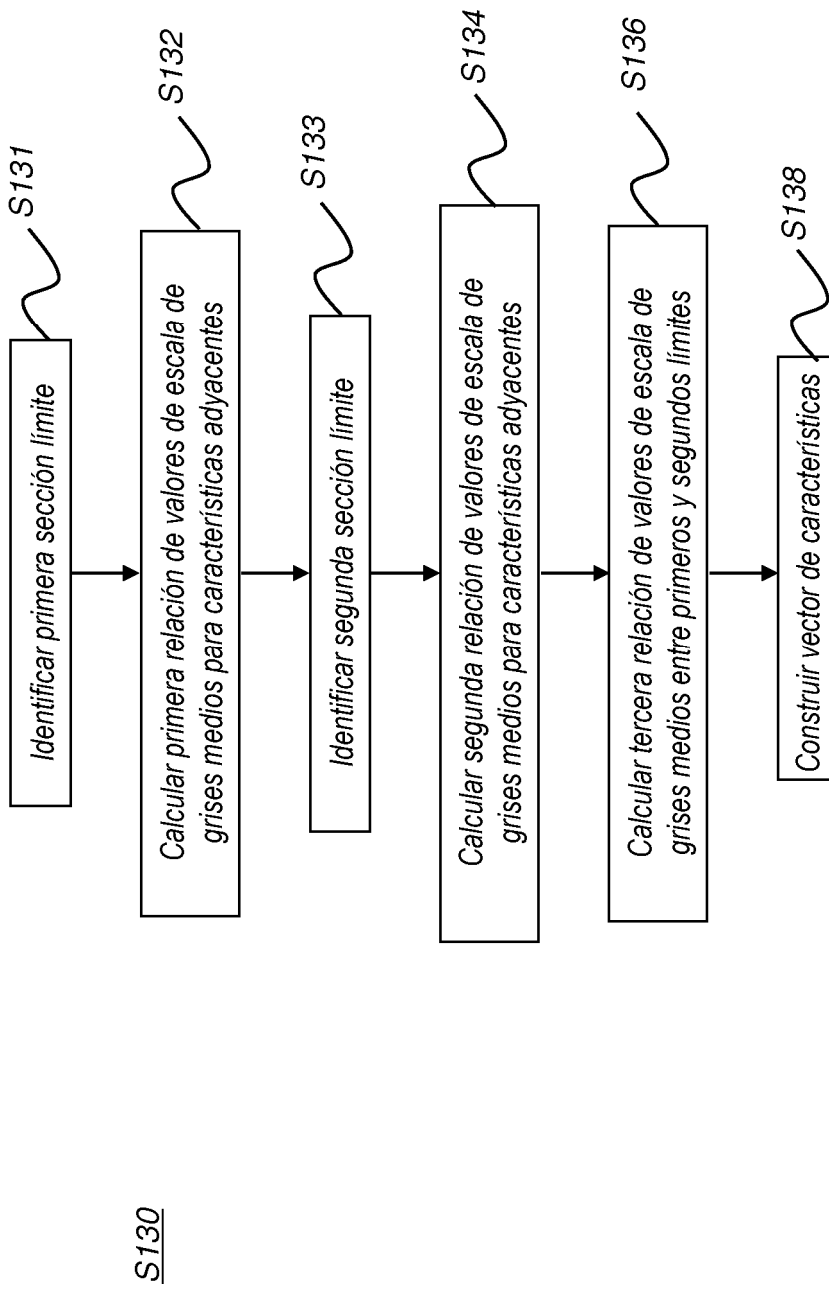 S130
Identificar primera sección límite
S131
Calcular primera relación de valores de escala de
grises medios para características adyacentes
S132
Identificar segunda sección límite
S133
Calcular segunda relación de valores de escala de
grises medios para características adyacentes
S134
Calcular tercera relación de valores de escala de
grises medios entre primeros y segundos límites
S136
Construir vector de características
S138